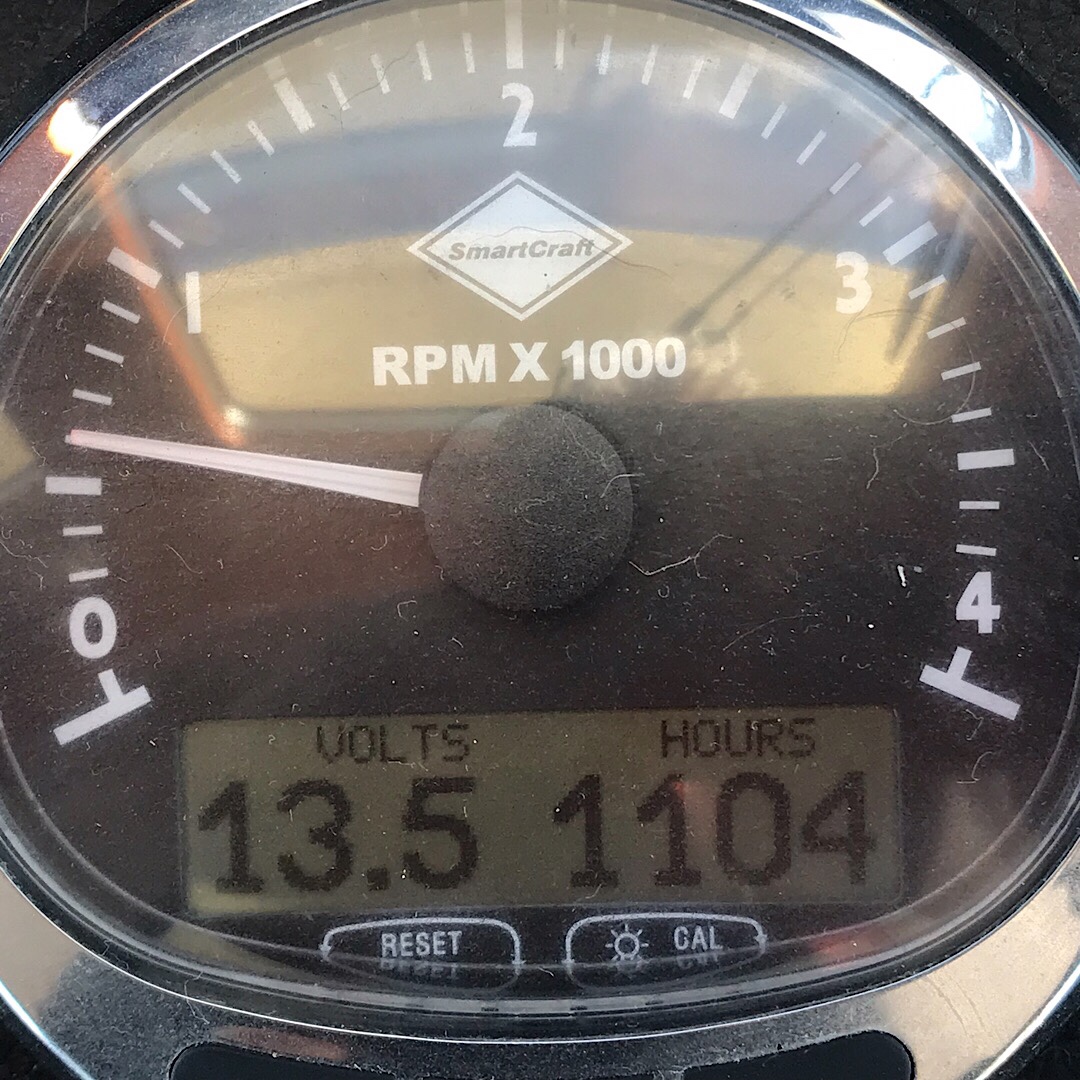 2
SmartCraft
1
3
RPM X 1000
0
4
VOLTS HOURS
13.5 1104
RESET CAL